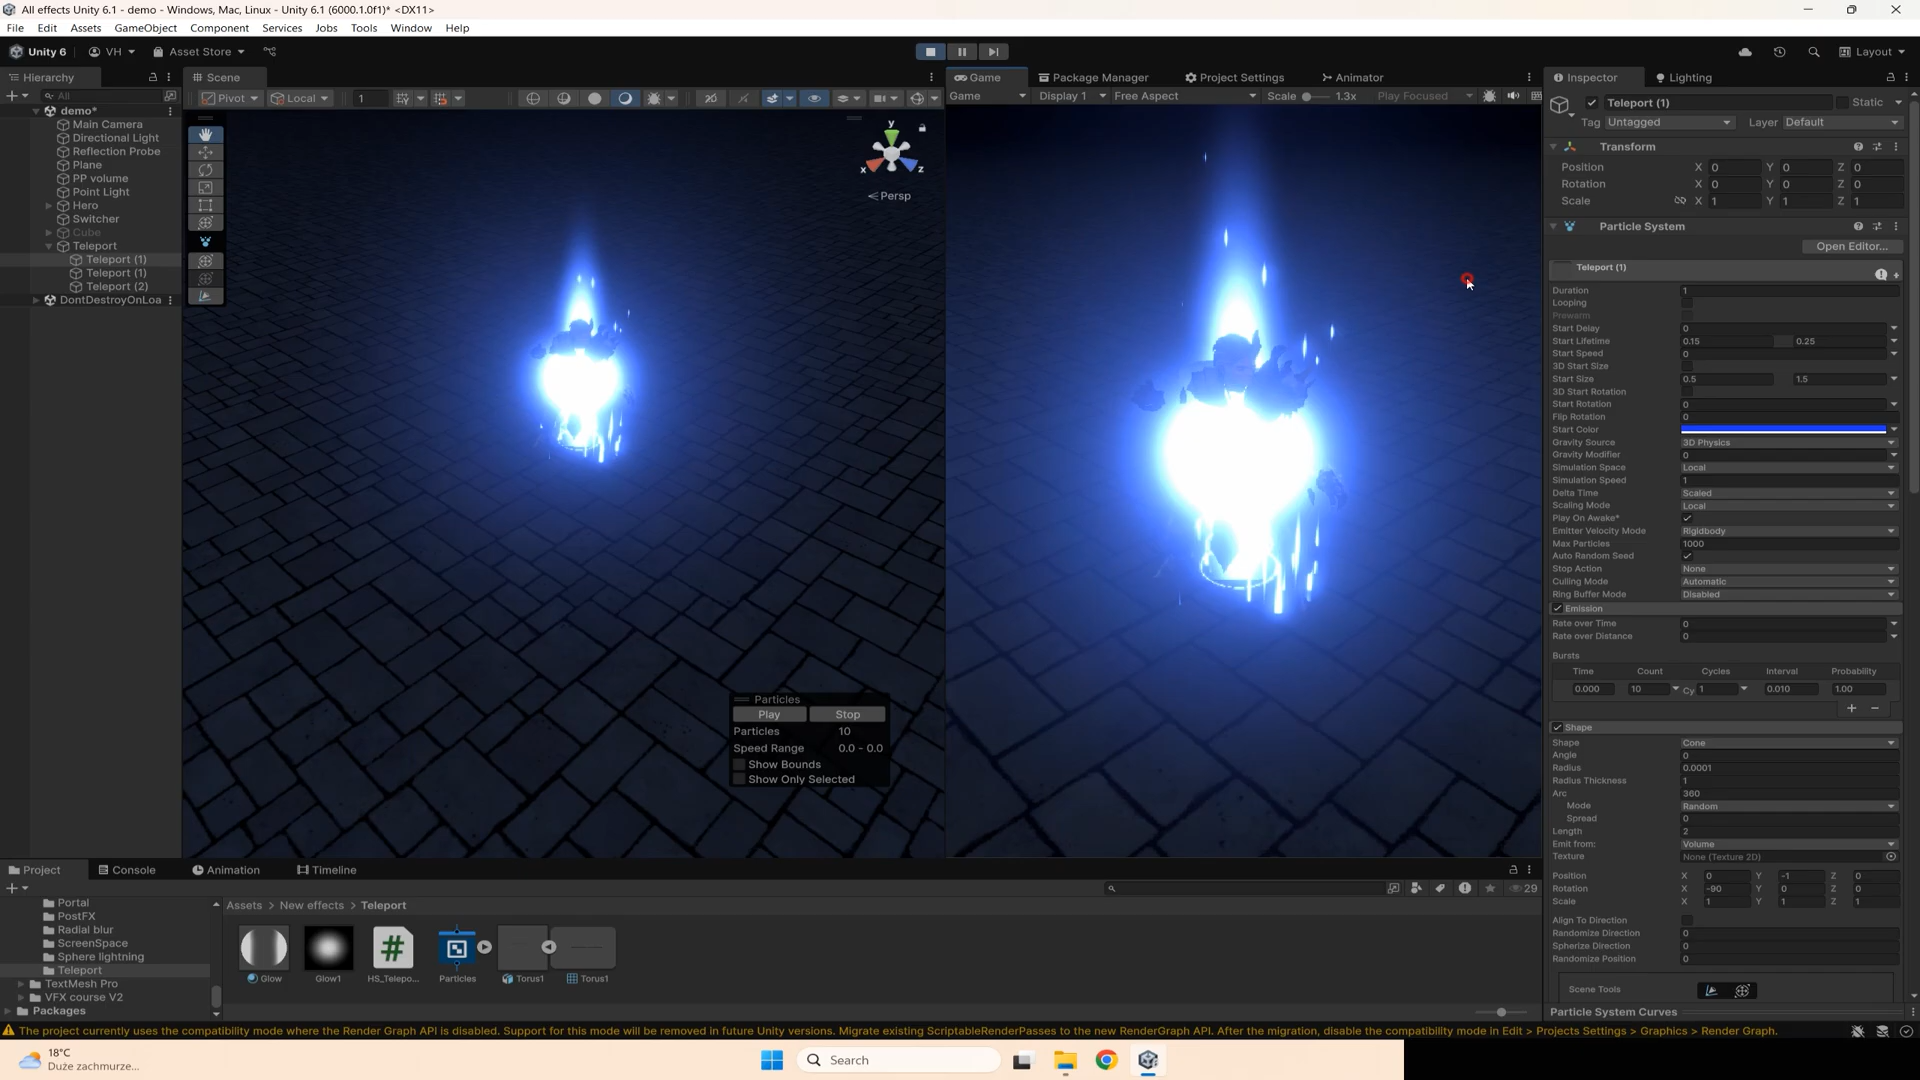 All effects Unity 6.1 - demo - Windows, Mac, Linux - Unity 6.1 (6000.1.0f1)* <DX11>
File Edit Assets GameObject Component Services Jobs Tools Window Help
Unity 6 VH Asset Store Layout
Hierarchy Scene Game Package Manager Project Settings Animator Inspector Lighting
All Pivot Local 1 2D Game Display 1 Free Aspect Scale 1.3x Play Focused
demo*
Main Camera
Directional Light
Reflection Probe
Plane
PP volume
Point Light
Hero
Switcher
Cube
Teleport
Teleport (1)
Teleport (1)
Teleport (2)
DontDestroyOnLoa
y
x z
Persp
Particles
Play Stop
Particles 10
Speed Range 0.0 - 0.0
Show Bounds
Show Only Selected
Teleport (1) Static
Tag Untagged Layer Default
Transform
Position X 0 Y 0 Z 0
Rotation X 0 Y 0 Z 0
Scale X 1 Y 1 Z 1
Particle System
Open Editor...
Teleport (1)
Duration 1
Looping
Prewarm
Start Delay 0
Start Lifetime 0.15 0.25
Start Speed 0
3D Start Size
Start Size 0.5 1.5
3D Start Rotation
Start Rotation 0
Flip Rotation 0
Start Color
Gravity Source 3D Physics
Gravity Modifier 0
Simulation Space Local
Simulation Speed 1
Delta Time Scaled
Scaling Mode Local
Play On Awake*
Emitter Velocity Mode Rigidbody
Max Particles 1000
Auto Random Seed
Stop Action None
Culling Mode Automatic
Ring Buffer Mode Disabled
Emission
Rate over Time 0
Rate over Distance 0
Bursts
Time Count Cycles Interval Probability
0.000 10 Cy 1 0.010 1.00
Shape
Shape Cone
Angle 0
Radius 0.0001
Radius Thickness 1
Arc 360
Mode Random
Spread 0
Length 2
Emit from: Volume
Texture None (Texture 2D)
Position X 0 Y -1 Z 0
Rotation X -90 Y 0 Z 0
Scale X 1 Y 1 Z 1
Align To Direction
Randomize Direction 0
Spherize Direction 0
Randomize Position 0
Scene Tools
Particle System Curves
Project Console Animation Timeline
29
Portal
PostFX
Radial blur
ScreenSpace
Sphere lightning
Teleport
TextMesh Pro
VFX course V2
Packages
Assets > New effects > Teleport
Glow Glow1 HS_Telepo... Particles Torus1 Torus1
The project currently uses the compatibility mode where the Render Graph API is disabled. Support for this mode will be removed in future Unity versions. Migrate existing ScriptableRenderPasses to the new RenderGraph API. After the migration, disable the compatibility mode in Edit > Projects Settings > Graphics > Render Graph.
18°C
Duże zachmurze...
Search